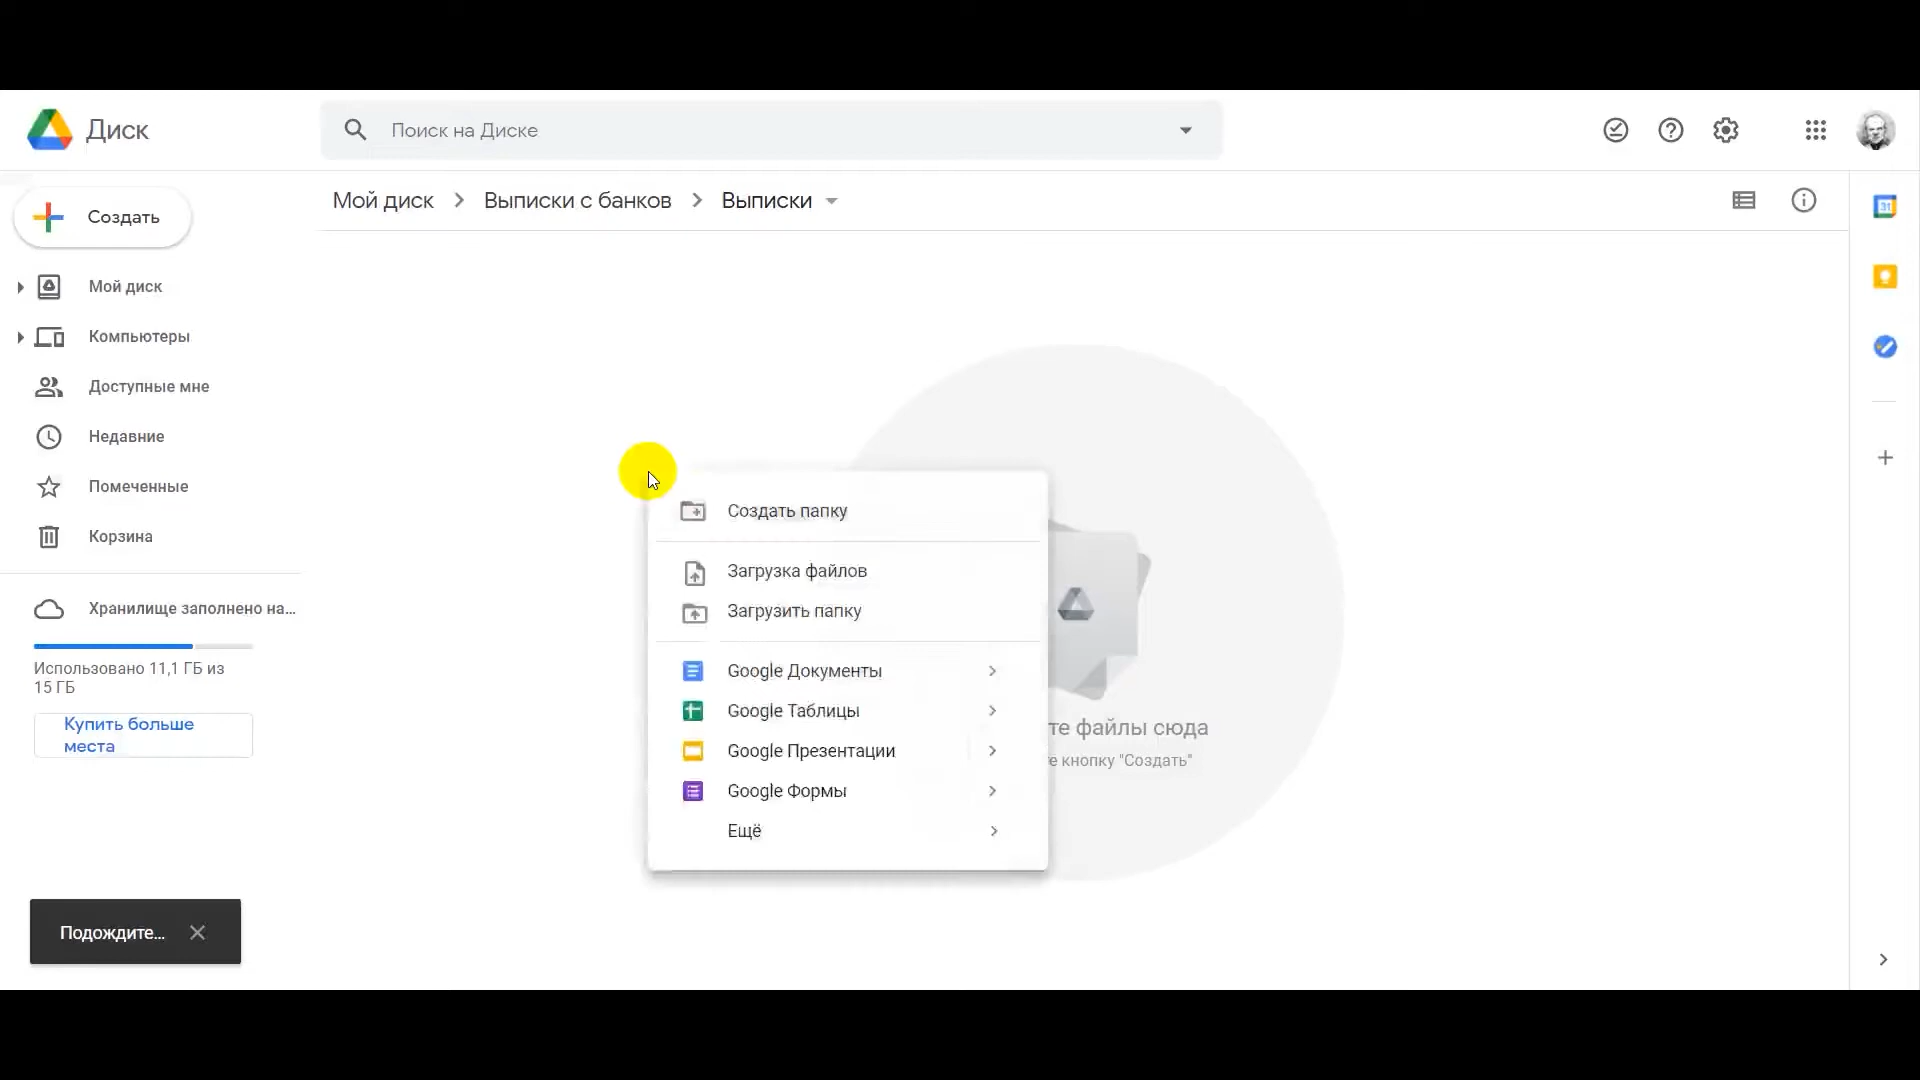 Диск
Поиск на Диске
Создать
Мой диск
Выписки с банков
Выписки
31
Мой диск
Компьютеры
Доступные мне
Недавние
Помеченные
Корзина
Хранилище заполнено на...
Использовано 11,1 ГБ из
15 ГБ
Купить больше
места
Создать папку
Загрузка файлов
Загрузить папку
Google Документы
Google Таблицы
Google Презентации
Google Формы
Ещё
файлы сюда
кнопку "Создать"
Подождите...